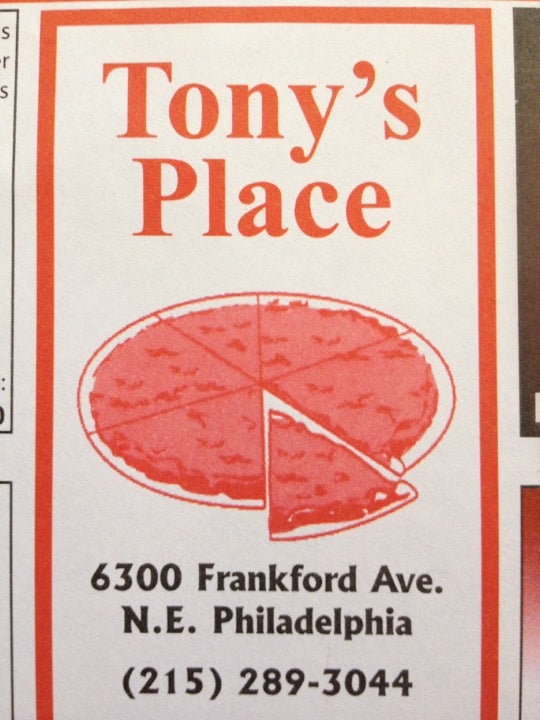 Tony's
Place
6300 Frankford Ave.
N.E. Philadelphia
(215) 289-3044